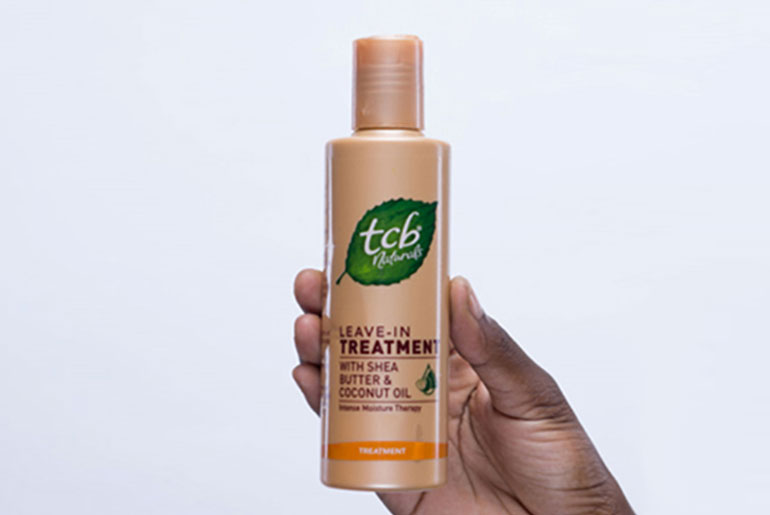 tcb®
Naturals
LEAVE-IN
TREATMENT
WITH SHEA
BUTTER &
COCONUT OIL
Intense Moisture Therapy
TREATMENT